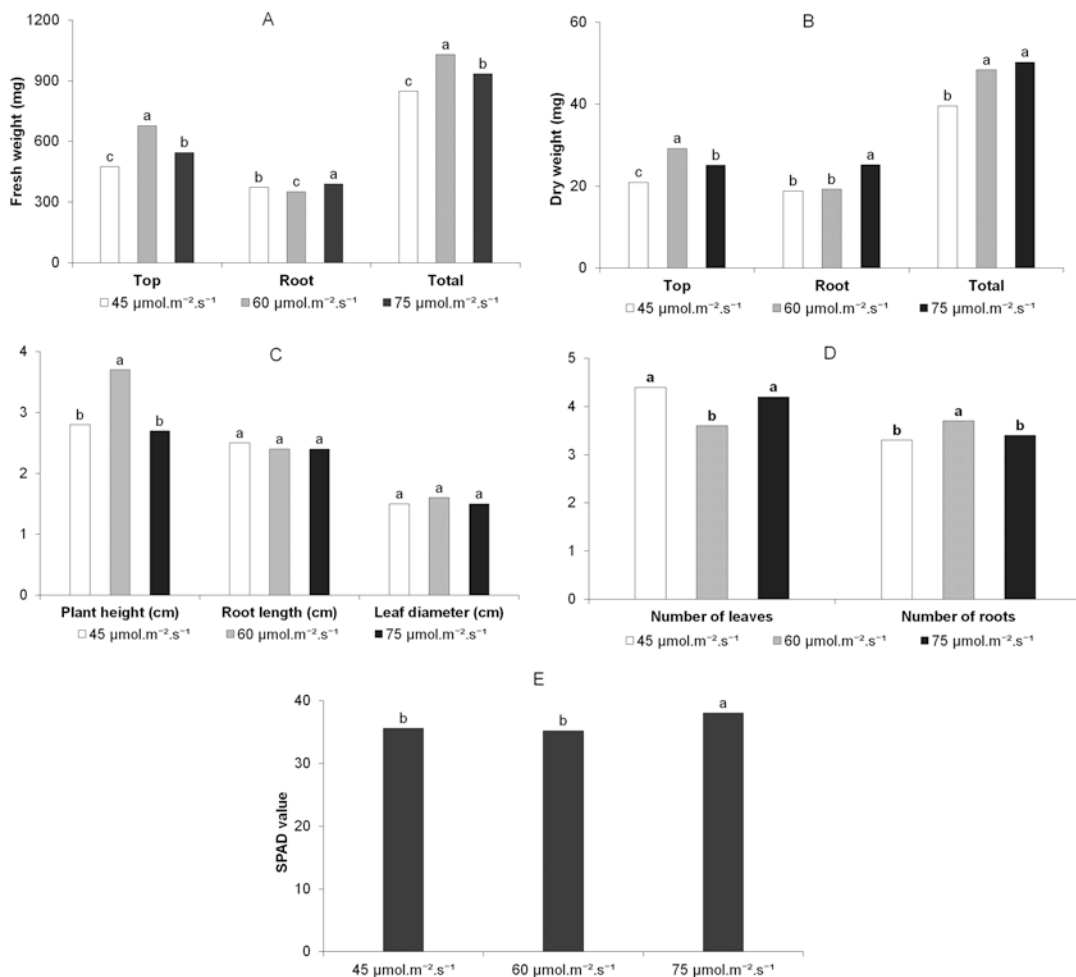 A
Fresh weight (mg)
1200
900
600
300
0
c a b
b c a
c a b
Top Root Total
45 µmol.m⁻².s⁻¹ 60 µmol.m⁻².s⁻¹ 75 µmol.m⁻².s⁻¹
B
Dry weight (mg)
60
40
20
0
c a b
b b a
b a a
Top Root Total
45 µmol.m⁻².s⁻¹ 60 µmol.m⁻².s⁻¹ 75 µmol.m⁻².s⁻¹
C
4
3
2
1
0
b a b
a a a
a a a
Plant height (cm) Root length (cm) Leaf diameter (cm)
45 µmol.m⁻².s⁻¹ 60 µmol.m⁻².s⁻¹ 75 µmol.m⁻².s⁻¹
D
5
4
3
2
1
0
a b a
b a b
Number of leaves Number of roots
45 µmol.m⁻².s⁻¹ 60 µmol.m⁻².s⁻¹ 75 µmol.m⁻².s⁻¹
E
SPAD value
40
30
20
10
0
b b a
45 µmol.m⁻².s⁻¹ 60 µmol.m⁻².s⁻¹ 75 µmol.m⁻².s⁻¹